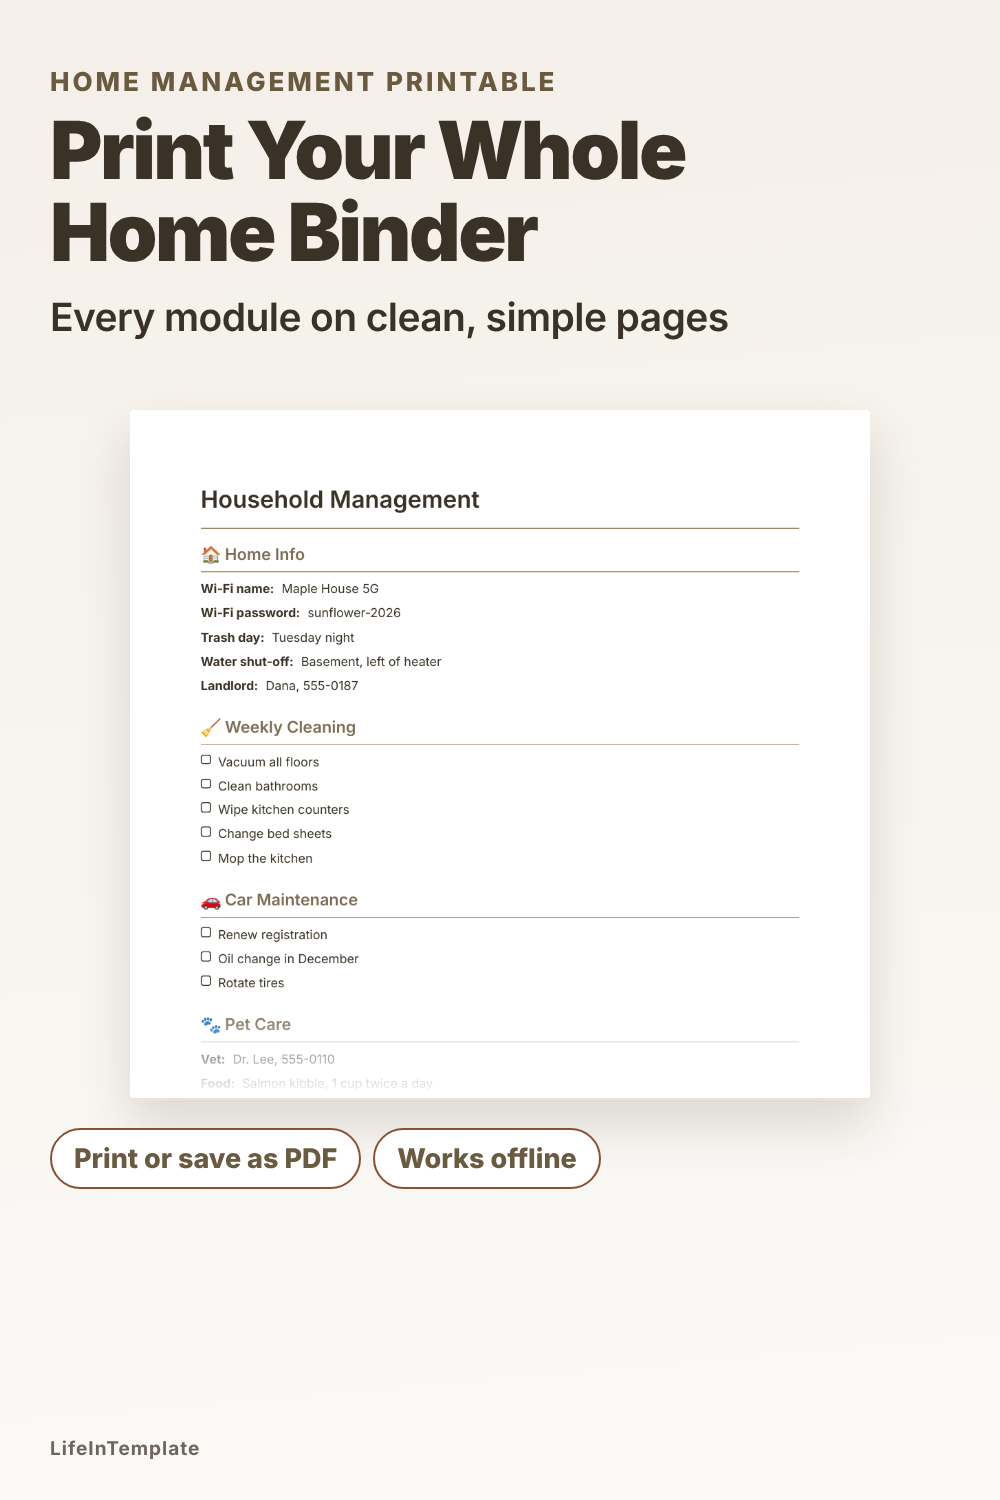 HOME MANAGEMENT PRINTABLE
Print Your Whole
Home Binder
Every module on clean, simple pages
Household Management
Home Info
Wi-Fi name: Maple House 5G
Wi-Fi password: sunflower-2026
Trash day: Tuesday night
Water shut-off: Basement, left of heater
Landlord: Dana, 555-0187
Weekly Cleaning
Vacuum all floors
Clean bathrooms
Wipe kitchen counters
Change bed sheets
Mop the kitchen
Car Maintenance
Renew registration
Oil change in December
Rotate tires
Pet Care
Vet: Dr. Lee, 555-0110
Food: Salmon kibble, 1 cup twice a day
Print or save as PDF
Works offline
LifeInTemplate